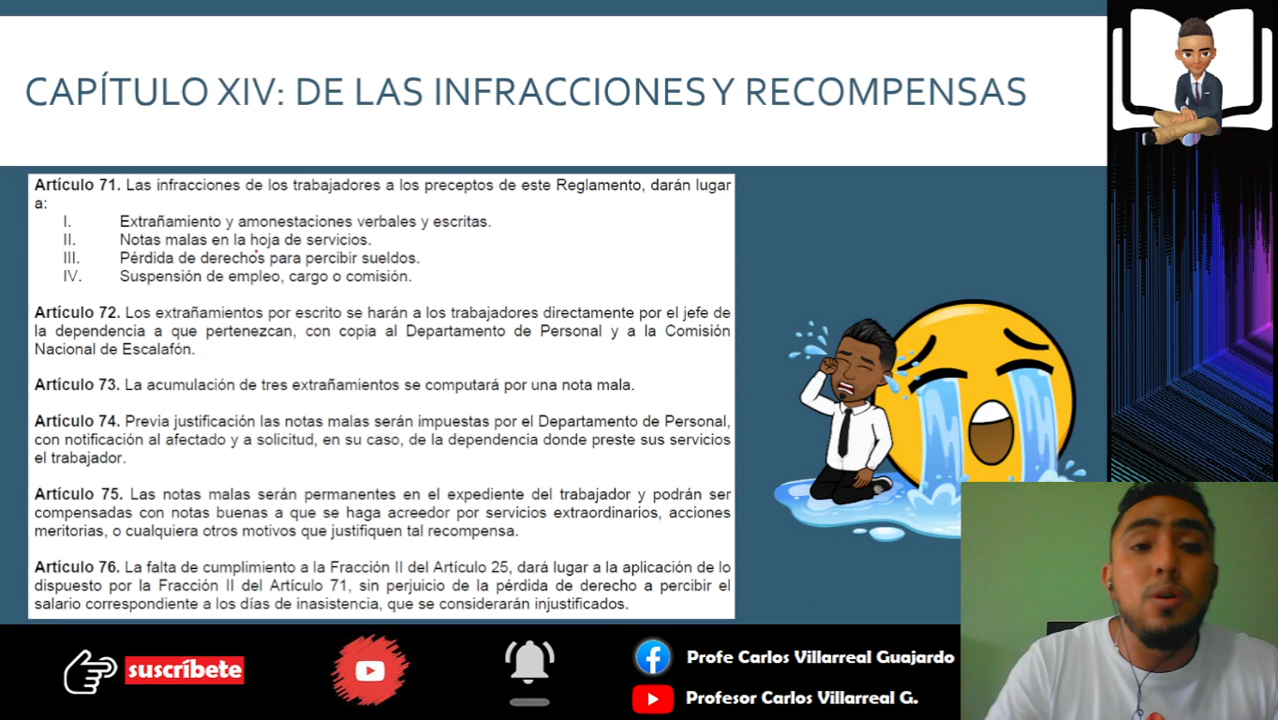 CAPÍTULO XIV: DE LAS INFRACCIONES Y RECOMPENSAS
Artículo 71. Las infracciones de los trabajadores a los preceptos de este Reglamento, darán lugar
a:
I. Extrañamiento y amonestaciones verbales y escritas.
II. Notas malas en la hoja de servicios.
III. Pérdida de derechos para percibir sueldos.
IV. Suspensión de empleo, cargo o comisión.
Artículo 72. Los extrañamientos por escrito se harán a los trabajadores directamente por el jefe de
la dependencia a que pertenezcan, con copia al Departamento de Personal y a la Comisión
Nacional de Escalafón.
Artículo 73. La acumulación de tres extrañamientos se computará por una nota mala.
Artículo 74. Previa justificación las notas malas serán impuestas por el Departamento de Personal,
con notificación al afectado y a solicitud, en su caso, de la dependencia donde preste sus servicios
el trabajador.
Artículo 75. Las notas malas serán permanentes en el expediente del trabajador y podrán ser
compensadas con notas buenas a que se haga acreedor por servicios extraordinarios, acciones
meritorias, o cualquiera otros motivos que justifiquen tal recompensa.
Artículo 76. La falta de cumplimiento a la Fracción II del Artículo 25, dará lugar a la aplicación de lo
dispuesto por la Fracción II del Artículo 71, sin perjuicio de la pérdida de derecho a percibir el
salario correspondiente a los días de inasistencia, que se considerarán injustificados.
suscríbete
Profe Carlos Villarreal Guajardo
Profesor Carlos Villarreal G.